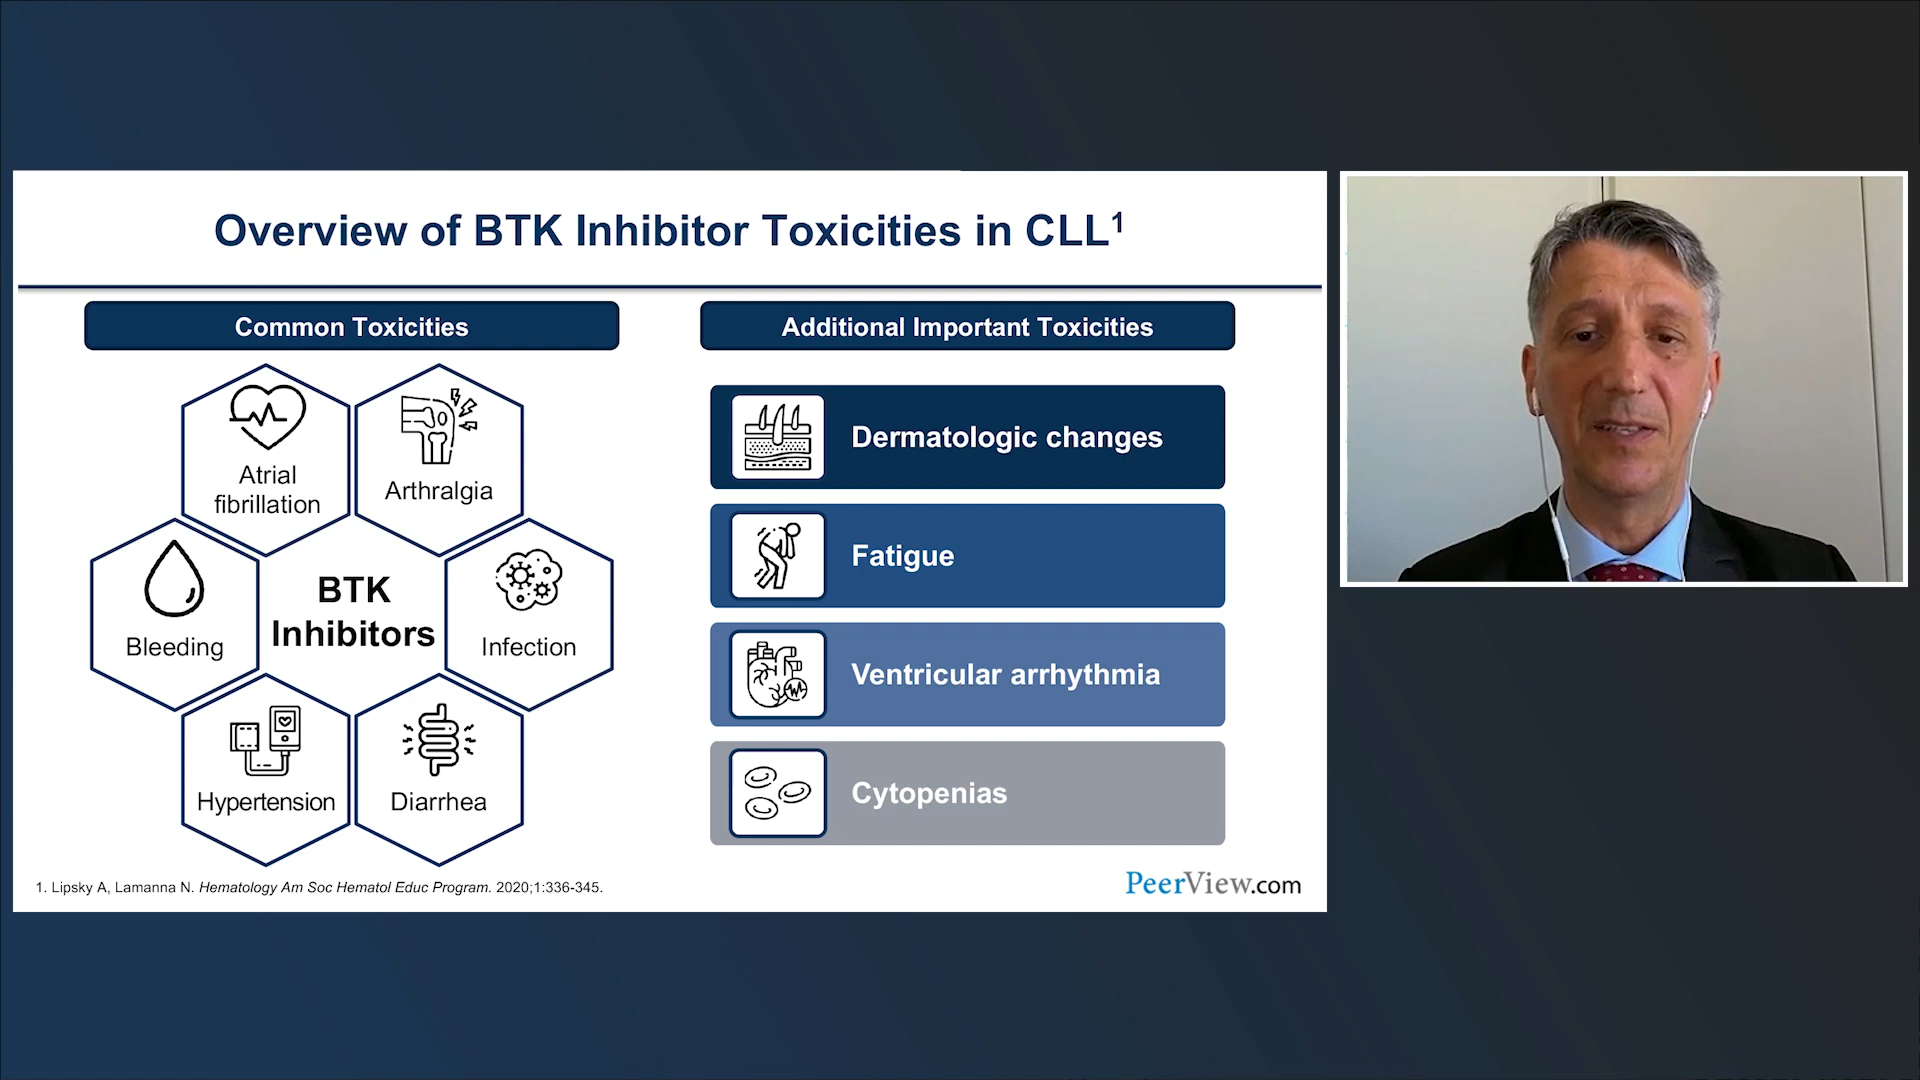 Overview of BTK Inhibitor Toxicities in CLL1
Common Toxicities
Atrial
fibrillation
Arthralgia
Bleeding
BTK
Inhibitors
Infection
Hypertension
Diarrhea
Additional Important Toxicities
Dermatologic changes
Fatigue
Ventricular arrhythmia
Cytopenias
1. Lipsky A, Lamanna N. Hematology Am Soc Hematol Educ Program. 2020;1:336-345.
PeerView.com